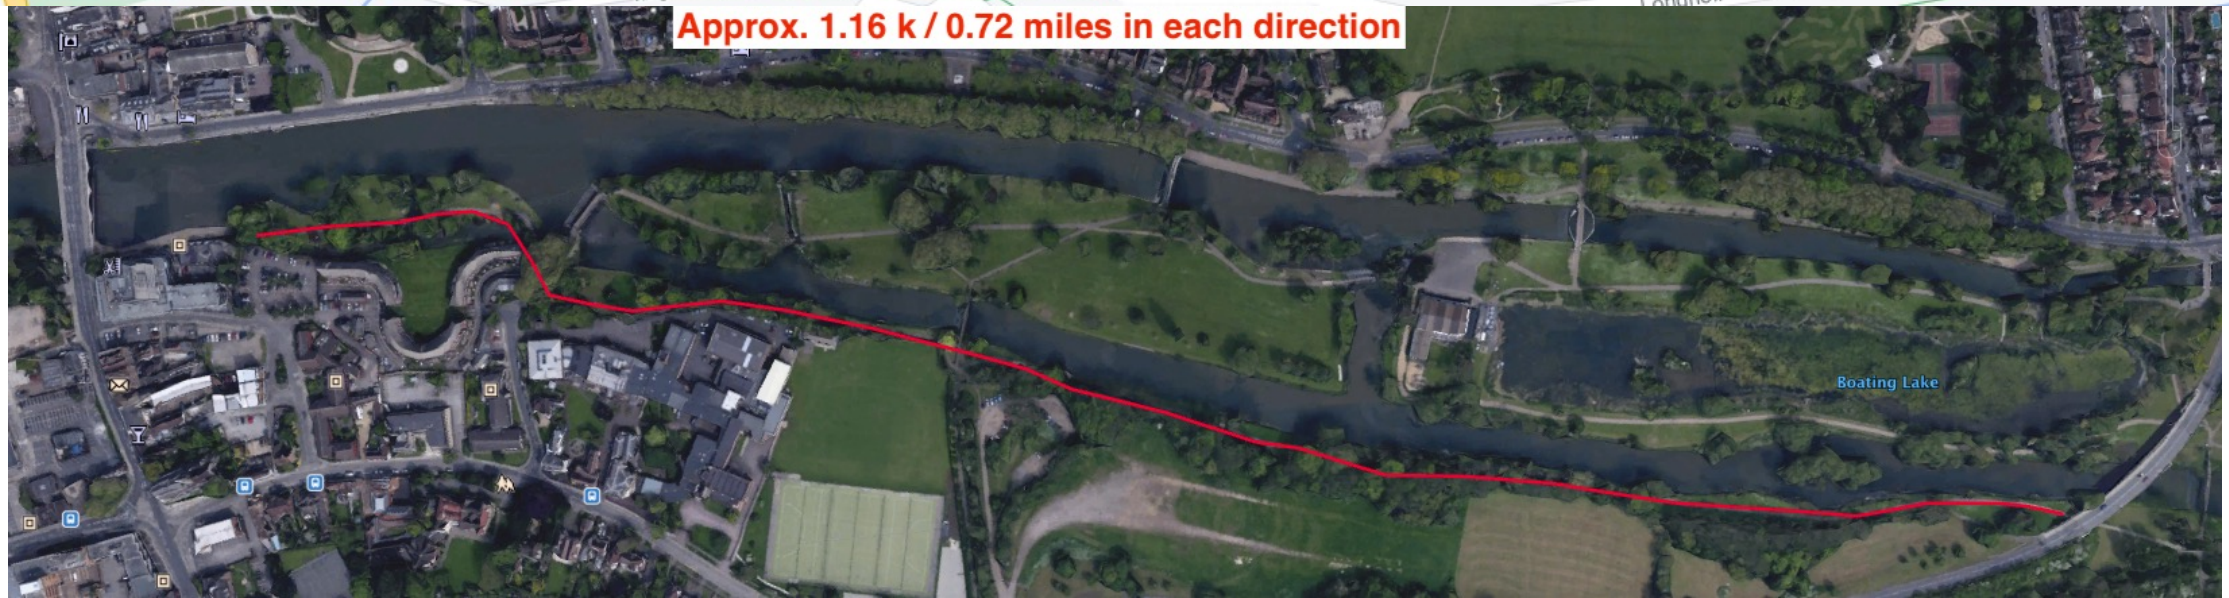 Approx. 1.16 k / 0.72 miles in each direction
Boating Lake